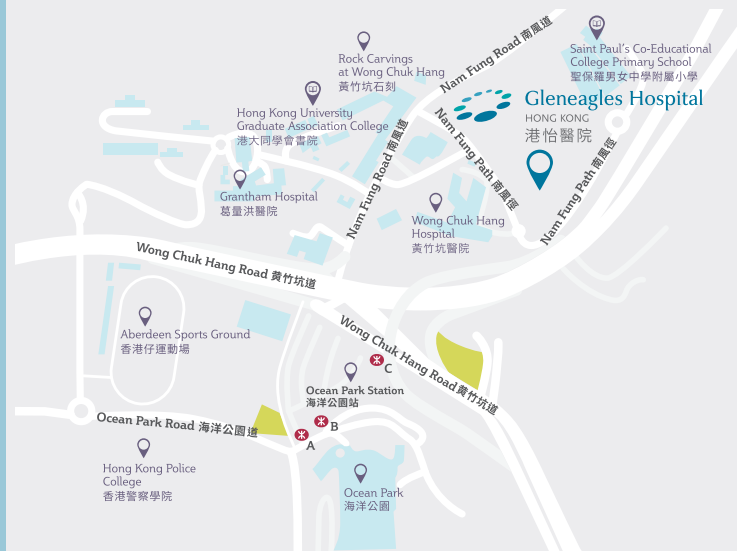 Nam Fung Road 南風道
Saint Paul's Co-Educational
College Primary School
聖保羅男女中學附屬小學
Rock Carvings
at Wong Chuk Hang
黃竹坑石刻
Gleneagles Hospital
HONG KONG
港怡醫院
Hong Kong University
Graduate Association College
港大同學會書院
Nam Fung Road 南風道
Nam Fung Path 南風徑
Nam Fung Path 南風徑
Grantham Hospital
葛量洪醫院
Wong Chuk Hang
Hospital
黃竹坑醫院
Wong Chuk Hang Road 黄竹坑道
Aberdeen Sports Ground
香港仔運動場
Wong Chuk Hang Road 黄竹坑道
C
Ocean Park Station
海洋公園站
Ocean Park Road 海洋公園道
B
A
Hong Kong Police
College
香港警察學院
Ocean Park
海洋公園